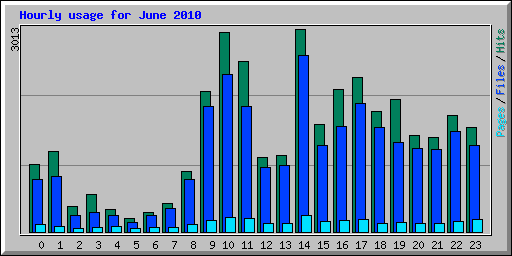 Hourly usage for June 2010
3013
Pages/Files/Hits
0 1 2 3 4 5 6 7 8 9 10 11 12 13 14 15 16 17 18 19 20 21 22 23